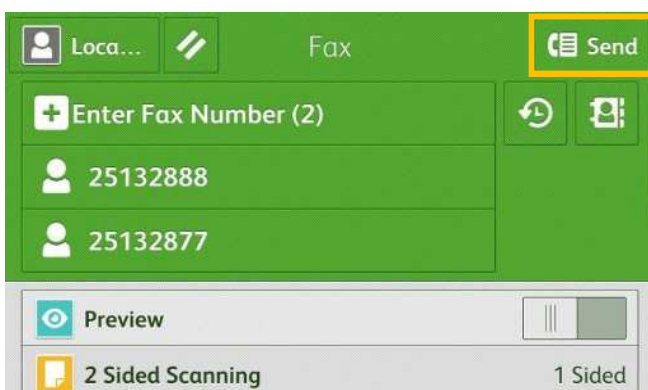 Loca... Fax Send
Enter Fax Number (2)
25132888
25132877
Preview
2 Sided Scanning 1 Sided